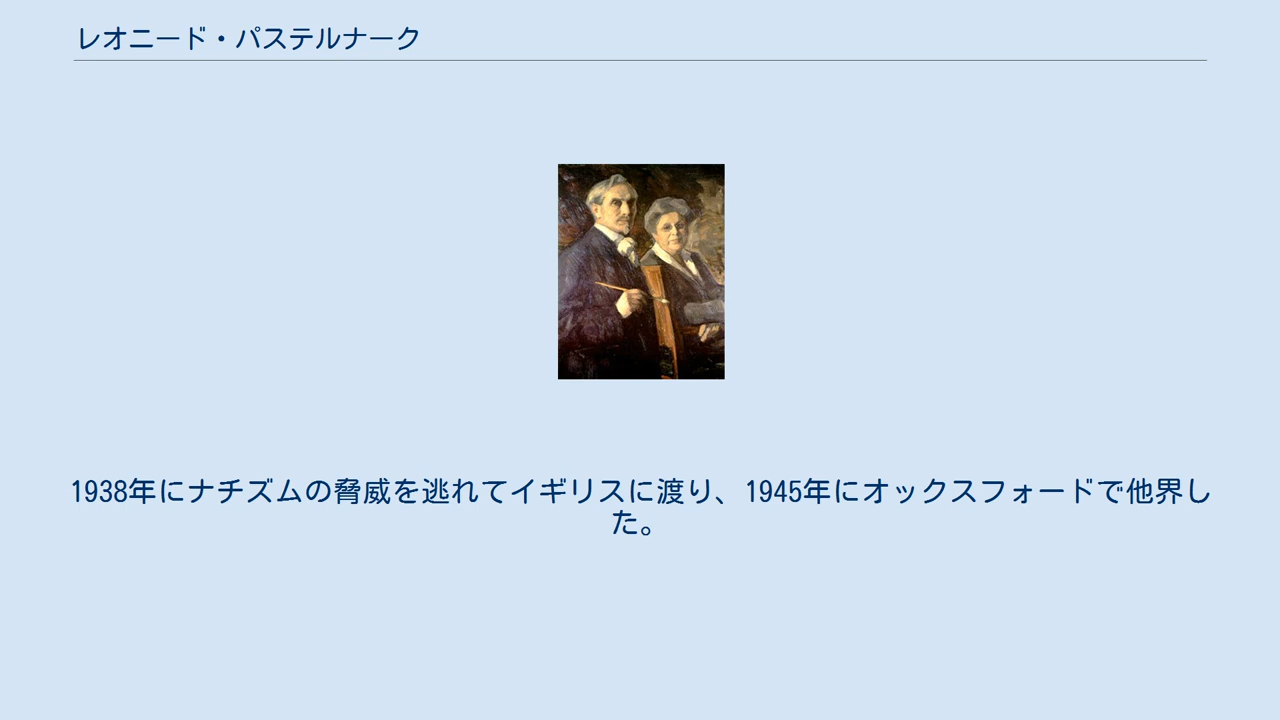 レオニード・パステルナーク
1938年にナチズムの脅威を逃れてイギリスに渡り、1945年にオックスフォードで他界し
た。